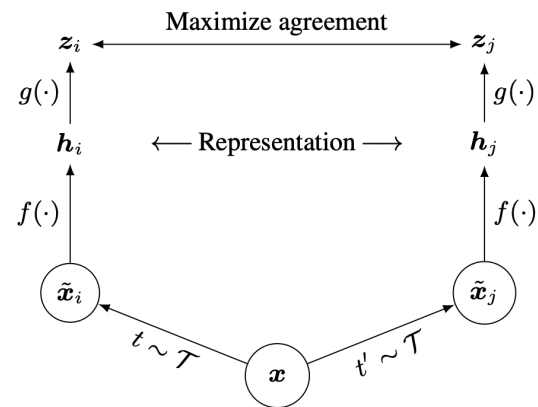 Maximize agreement
z_i z_j
g(·) g(·)
h_i ← Representation → h_j
f(·) f(·)
x̃_i x̃_j
t ∼ 𝒯 t′ ∼ 𝒯
x